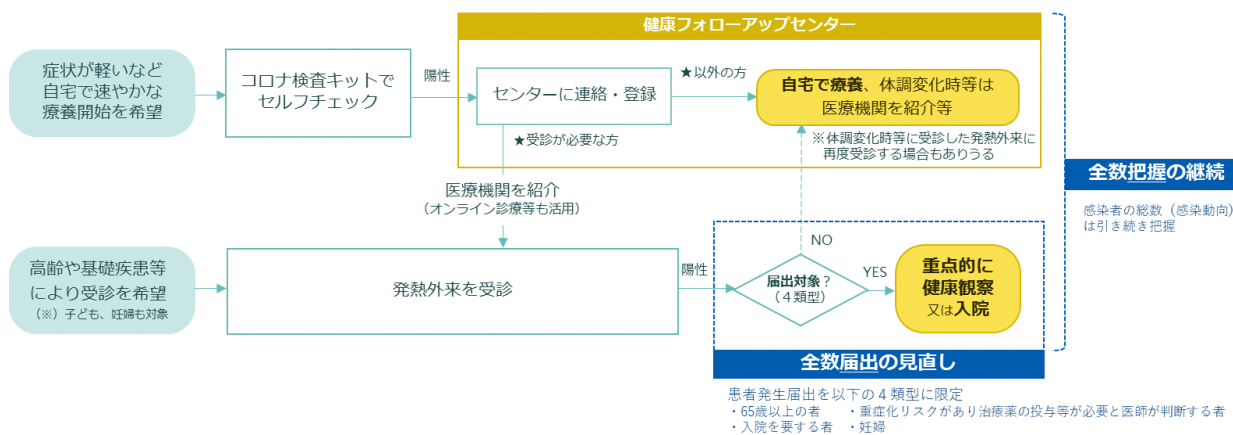 健康フォローアップセンター
症状が軽いなど
自宅で速やかな
療養開始を希望
コロナ検査キットで
セルフチェック
陽性
センターに連絡・登録
★以外の方
自宅で療養、体調変化時等は
医療機関を紹介等
★受診が必要な方
※体調変化時等に受診した発熱外来に
再度受診する場合もありうる
全数把握の継続
感染者の総数（感染動向）
は引き続き把握
医療機関を紹介
（オンライン診療等も活用）
高齢や基礎疾患等
により受診を希望
（※）子ども、妊婦も対象
発熱外来を受診
陽性
届出対象？
（４類型）
NO
YES
重点的に
健康観察
又は入院
全数届出の見直し
患者発生届出を以下の４類型に限定
・65歳以上の者　・重症化リスクがあり治療薬の投与等が必要と医師が判断する者
・入院を要する者　・妊婦